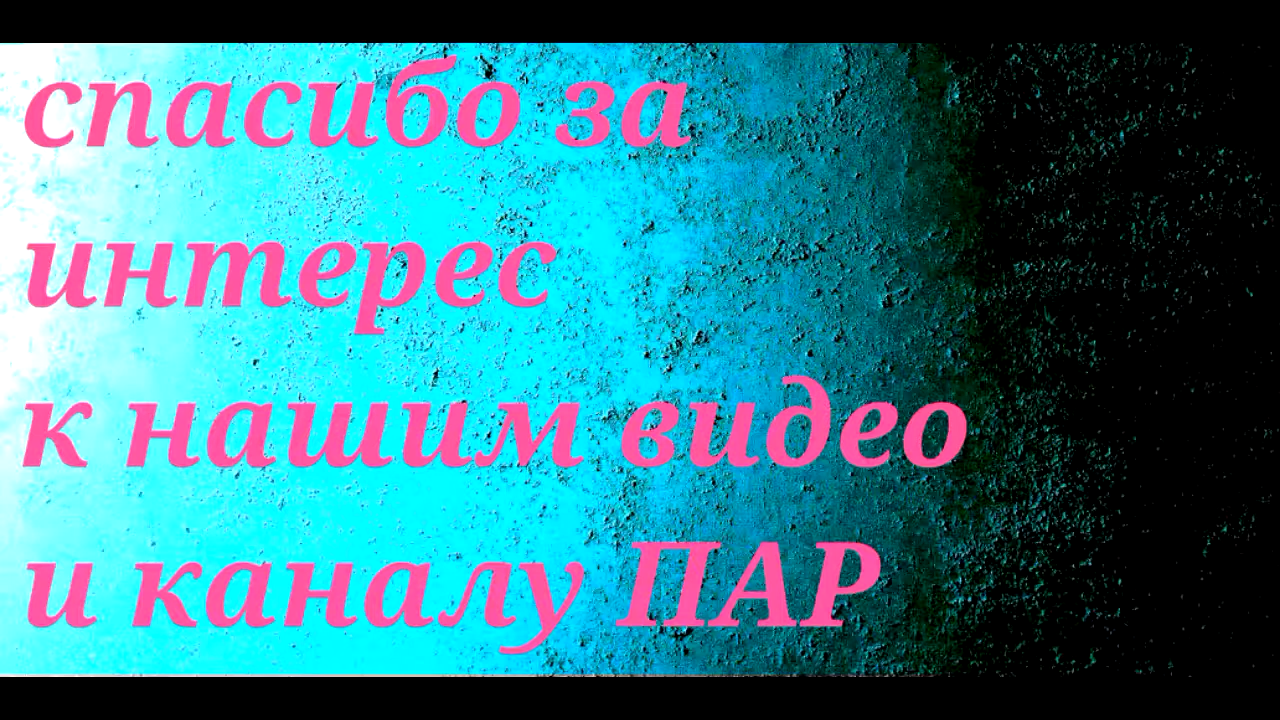 спасибо за
интерес
к нашим видео
и каналу ПАР